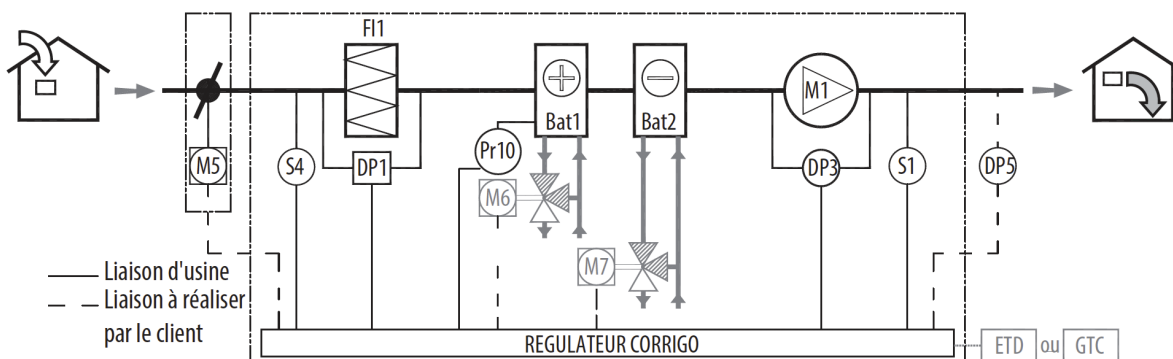 FI1
M1
Bat1
Bat2
M5
S4
DP1
Pr10
DP3
S1
DP5
M6
M7
Liaison d'usine
Liaison à réaliser
par le client
REGULATEUR CORRIGO
ETD ou GTC